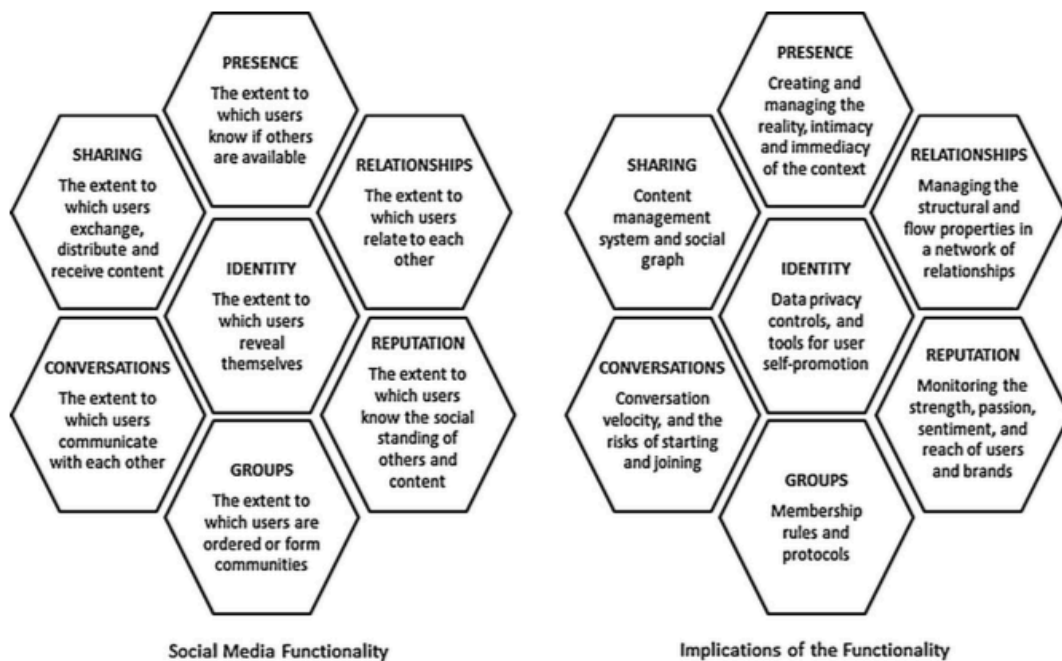 PRESENCE
The extent to
which users
know if others
are available
SHARING
The extent to
which users
exchange,
distribute and
receive content
RELATIONSHIPS
The extent to
which users
relate to each
other
IDENTITY
The extent to
which users
reveal
themselves
CONVERSATIONS
The extent to
which users
communicate
with each other
REPUTATION
The extent to
which users
know the social
standing of
others and
content
GROUPS
The extent to
which users are
ordered or form
communities
Social Media Functionality
PRESENCE
Creating and
managing the
reality, intimacy
and immediacy
of the context
SHARING
Content
management
system and social
graph
RELATIONSHIPS
Managing the
structural and
flow properties in
a network of
relationships
IDENTITY
Data privacy
controls, and
tools for user
self-promotion
CONVERSATIONS
Conversation
velocity, and the
risks of starting
and joining
REPUTATION
Monitoring the
strength, passion,
sentiment, and
reach of users
and brands
GROUPS
Membership
rules and
protocols
Implications of the Functionality